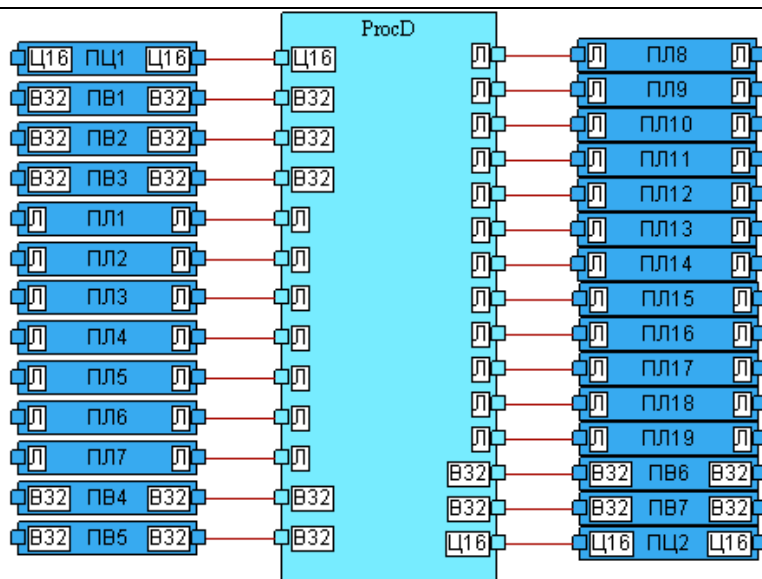 ProcD
Ц16 ПЦ1 Ц16 Ц16 Л Л ПЛ8 Л
В32 ПВ1 В32 В32 Л Л ПЛ9 Л
В32 ПВ2 В32 В32 Л Л ПЛ10 Л
В32 ПВ3 В32 В32 Л Л ПЛ11 Л
Л ПЛ1 Л Л Л Л ПЛ12 Л
Л ПЛ2 Л Л Л Л ПЛ13 Л
Л ПЛ3 Л Л Л Л ПЛ14 Л
Л ПЛ4 Л Л Л Л ПЛ15 Л
Л ПЛ5 Л Л Л Л ПЛ16 Л
Л ПЛ6 Л Л Л Л ПЛ17 Л
Л ПЛ7 Л Л Л Л ПЛ18 Л
В32 ПВ4 В32 В32 Л Л ПЛ19 Л
В32 ПВ5 В32 В32 В32 В32 ПВ6 В32
В32 В32 ПВ7 В32
Ц16 Ц16 ПЦ2 Ц16